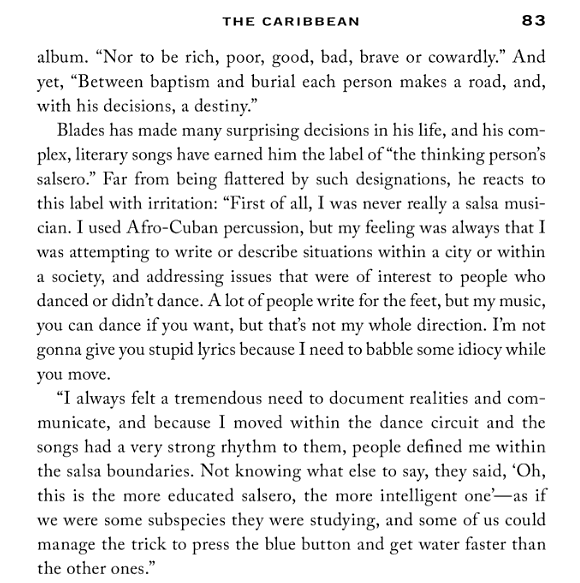 THE CARIBBEAN 83
album. “Nor to be rich, poor, good, bad, brave or cowardly.” And
yet, “Between baptism and burial each person makes a road, and,
with his decisions, a destiny.”
Blades has made many surprising decisions in his life, and his com-
plex, literary songs have earned him the label of “the thinking person’s
salsero.” Far from being flattered by such designations, he reacts to
this label with irritation: “First of all, I was never really a salsa musi-
cian. I used Afro-Cuban percussion, but my feeling was always that I
was attempting to write or describe situations within a city or within
a society, and addressing issues that were of interest to people who
danced or didn’t dance. A lot of people write for the feet, but my music,
you can dance if you want, but that’s not my whole direction. I’m not
gonna give you stupid lyrics because I need to babble some idiocy while
you move.
“I always felt a tremendous need to document realities and com-
municate, and because I moved within the dance circuit and the
songs had a very strong rhythm to them, people defined me within
the salsa boundaries. Not knowing what else to say, they said, ‘Oh,
this is the more educated salsero, the more intelligent one’—as if
we were some subspecies they were studying, and some of us could
manage the trick to press the blue button and get water faster than
the other ones.”